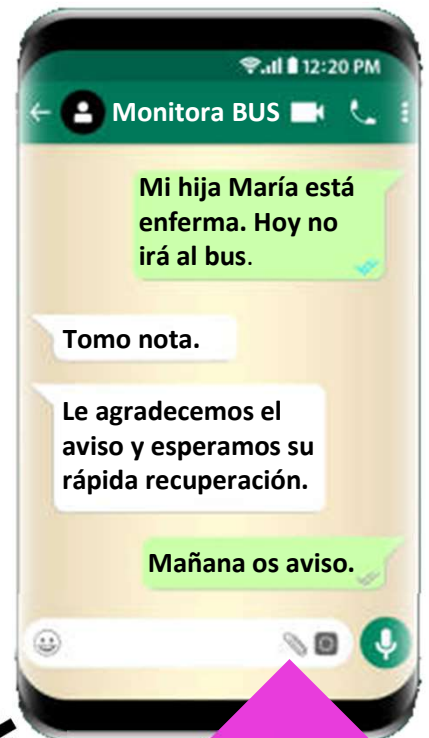 12:20 PM
Monitora BUS
Mi hija María está
enferma. Hoy no
irá al bus.
Tomo nota.
Le agradecemos el
aviso y esperamos su
rápida recuperación.
Mañana os aviso.